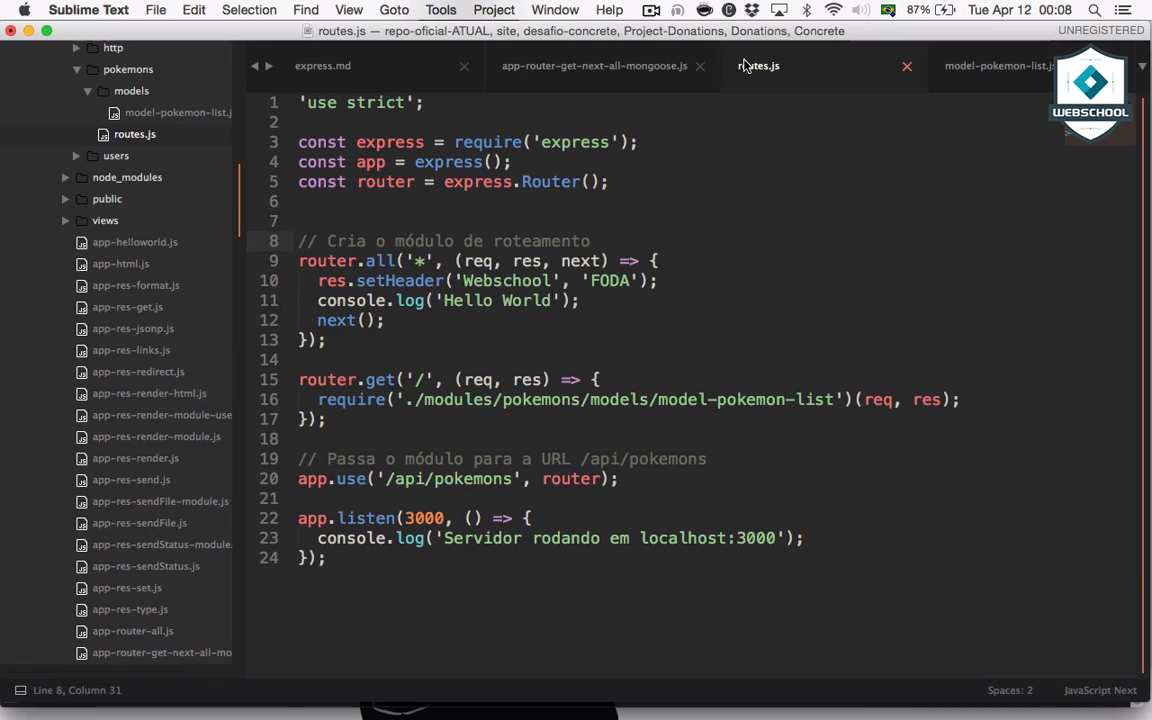 Sublime Text File Edit Selection Find View Goto Tools Project Window Help 87% Tue Apr 12 00:08
routes.js — repo-oficial-ATUAL, site, desafio-concrete, Project-Donations, Donations, Concrete UNREGISTERED
express.md app-router-get-next-all-mongoose.js routes.js model-pokemon-list.js
WEBSCHOOL
http
pokemons
models
model-pokemon-list.j
routes.js
users
node_modules
public
views
app-helloworld.js
app-html.js
app-res-format.js
app-res-get.js
app-res-jsonp.js
app-res-links.js
app-res-redirect.js
app-res-render-html.js
app-res-render-module-use
app-res-render-module.js
app-res-render.js
app-res-send.js
app-res-sendFile-module.js
app-res-sendFile.js
app-res-sendStatus-module.
app-res-sendStatus.js
app-res-set.js
app-res-type.js
app-router-all.js
app-router-get-next-all-mo
1 'use strict';
2
3 const express = require('express');
4 const app = express();
5 const router = express.Router();
6
7
8 // Cria o módulo de roteamento
9 router.all('*', (req, res, next) => {
10 res.setHeader('Webschool', 'FODA');
11 console.log('Hello World');
12 next();
13 });
14
15 router.get('/', (req, res) => {
16 require('./modules/pokemons/models/model-pokemon-list')(req, res);
17 });
18
19 // Passa o módulo para a URL /api/pokemons
20 app.use('/api/pokemons', router);
21
22 app.listen(3000, () => {
23 console.log('Servidor rodando em localhost:3000');
24 });
Line 8, Column 31 Spaces: 2 JavaScript Next